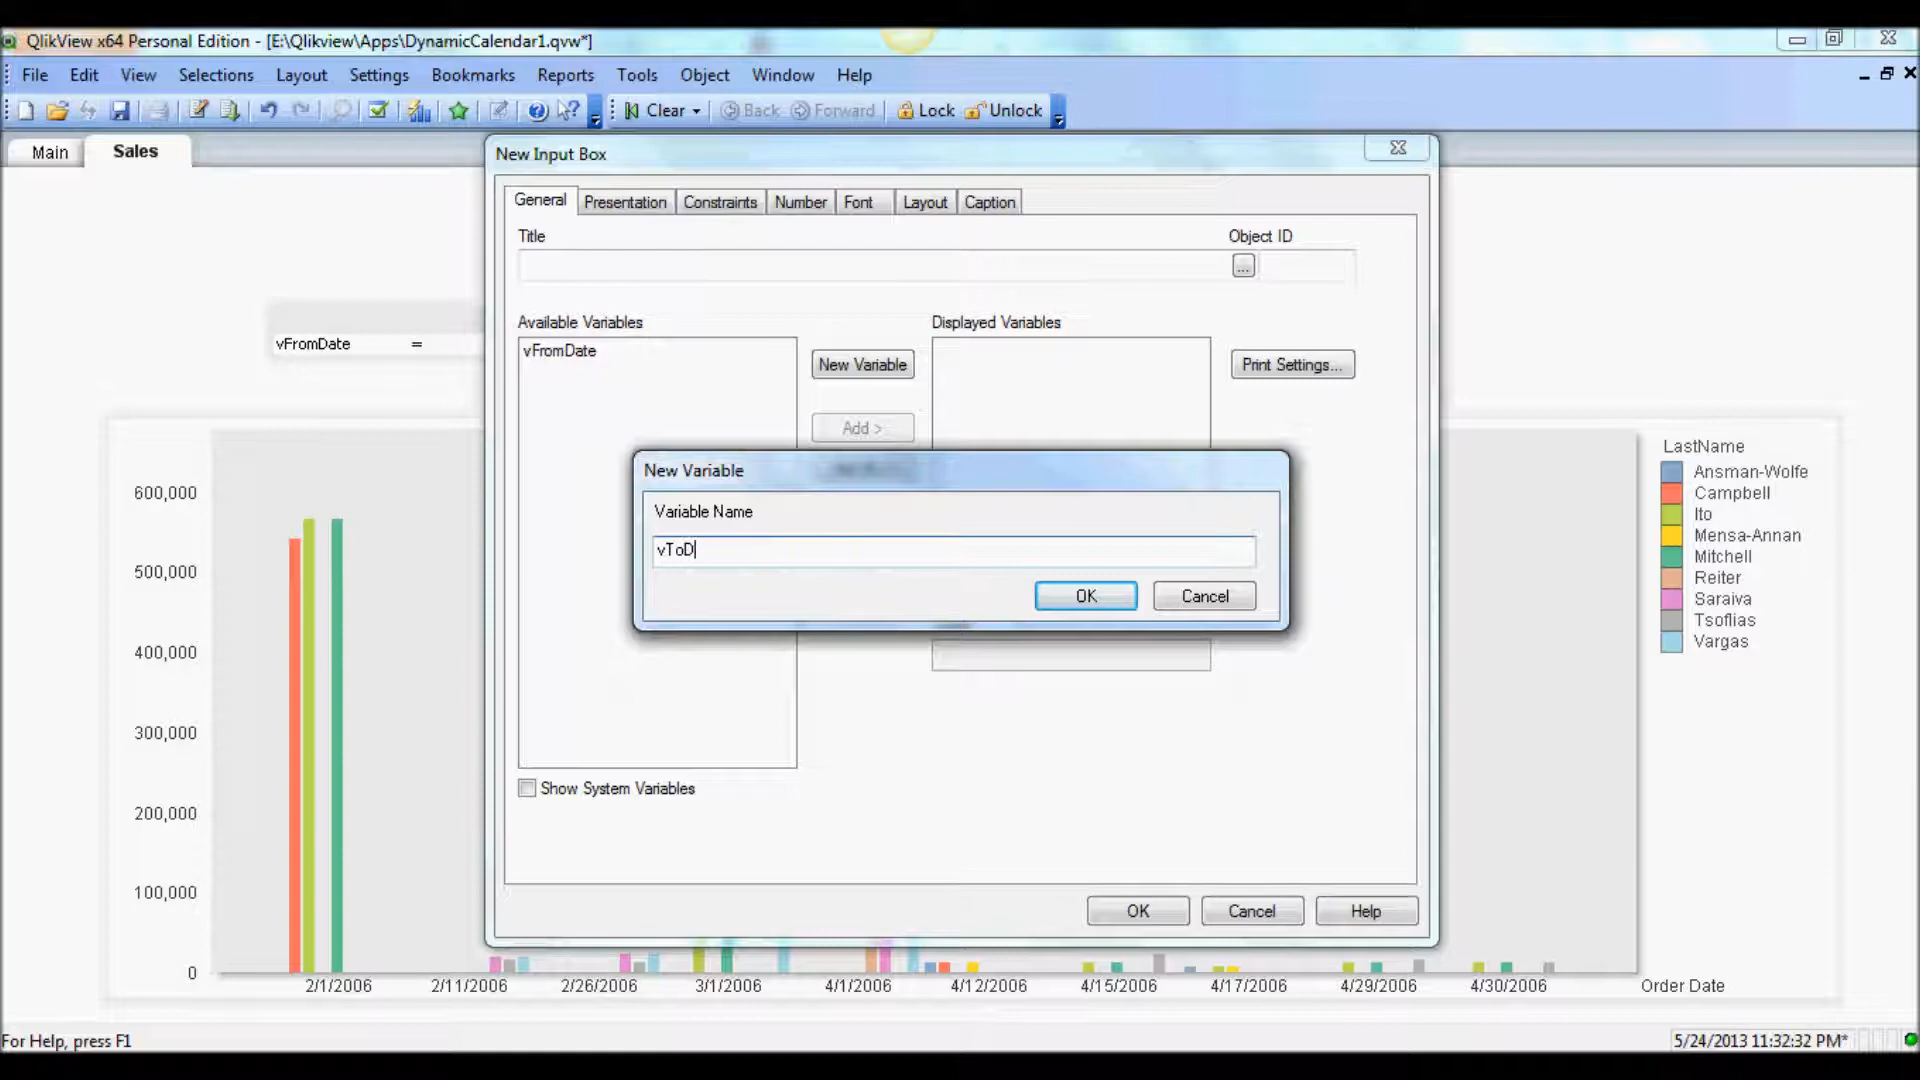 QlikView x64 Personal Edition - [E:\Qlikview\Apps\DynamicCalendar1.qvw*]
File Edit View Selections Layout Settings Bookmarks Reports Tools Object Window Help
Clear Back Forward Lock Unlock
Main Sales
New Input Box
General Presentation Constraints Number Font Layout Caption
Title Object ID
...
Available Variables Displayed Variables
vFromDate =
vFromDate
New Variable
Print Settings...
Add >
New Variable
Variable Name
vToD
OK Cancel
Show System Variables
OK Cancel Help
LastName
Ansman-Wolfe
Campbell
Ito
Mensa-Annan
Mitchell
Reiter
Saraiva
Tsoflias
Vargas
600,000
500,000
400,000
300,000
200,000
100,000
0
2/1/2006 2/11/2006 2/26/2006 3/1/2006 4/1/2006 4/12/2006 4/15/2006 4/17/2006 4/29/2006 4/30/2006 Order Date
For Help, press F1
5/24/2013 11:32:32 PM*